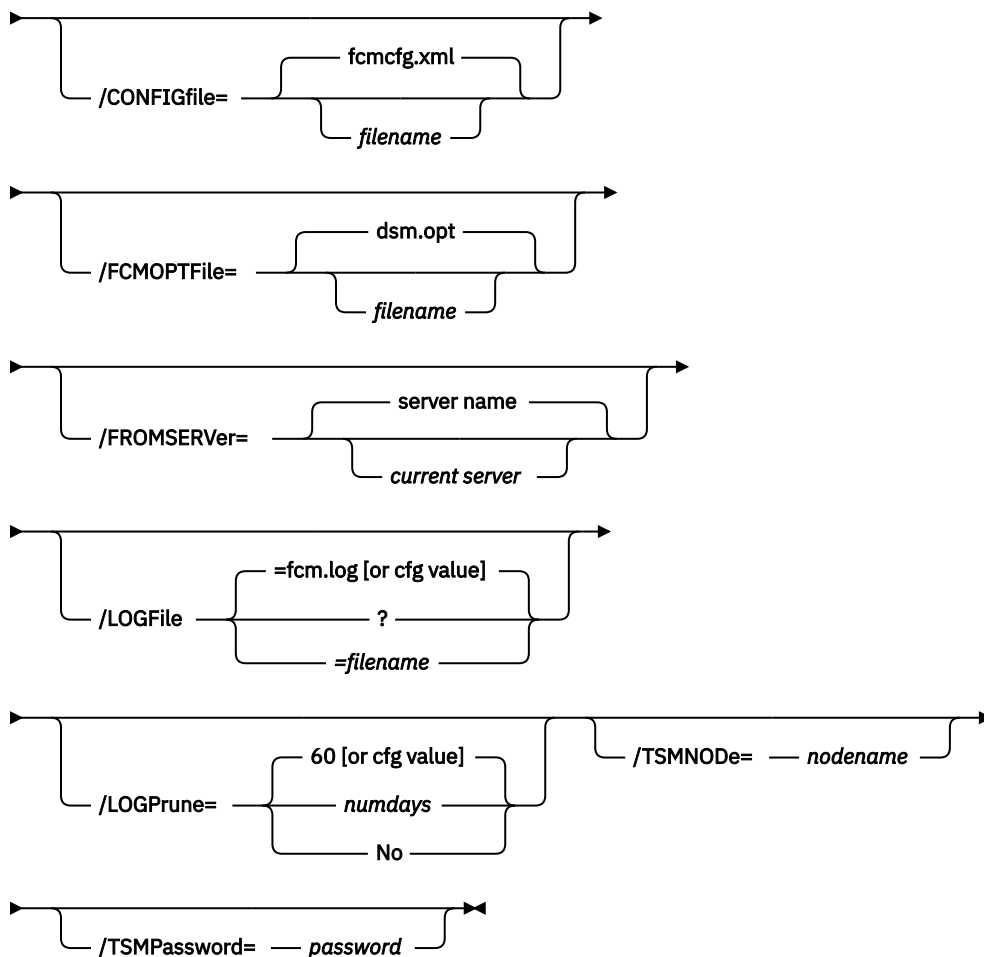 fcmcfg.xml
/CONFIGfile=
filename
dsm.opt
/FCMOPTFile=
filename
server name
/FROMSERVer=
current server
=fcm.log [or cfg value]
/LOGFile ?
=filename
60 [or cfg value] /TSMNODe= nodename
/LOGPrune= numdays
No
/TSMPassword= password